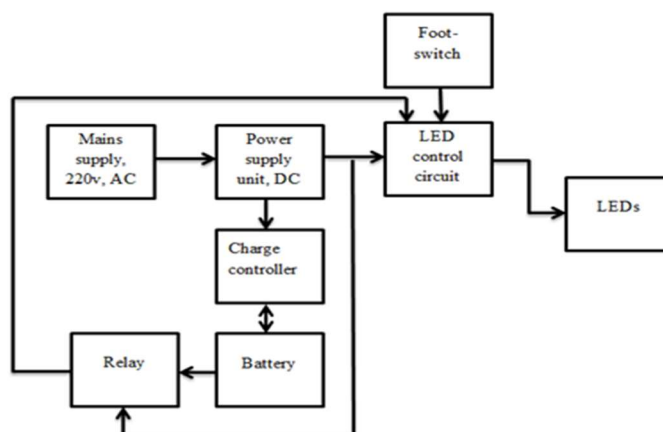 Foot-
switch
Mains
supply,
220v, AC
Power
supply
unit, DC
LED
control
circuit
LEDs
Charge
controller
Relay
Battery